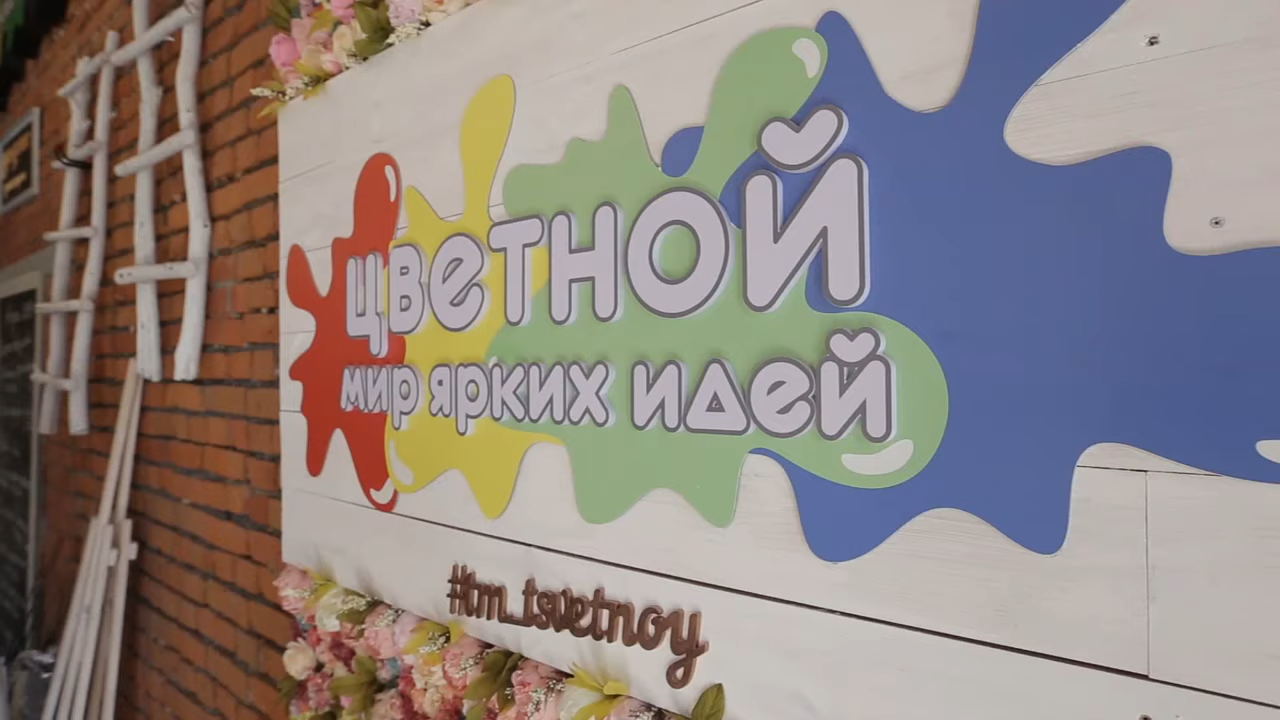 цветной
мир ярких идей
#tm_tsvetnoy